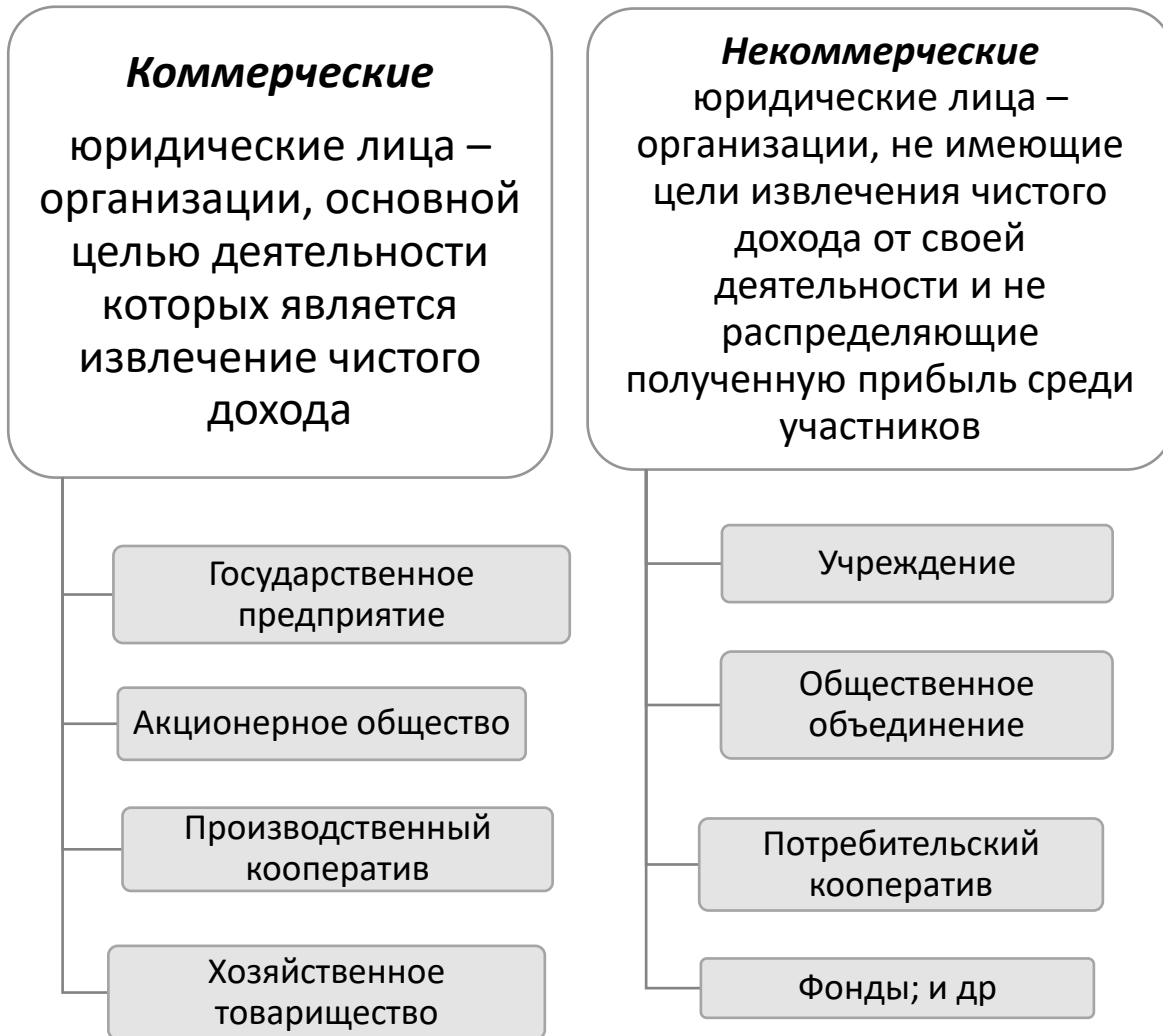 Коммерческие
юридические лица –
организации, основной
целью деятельности
которых является
извлечение чистого
дохода
Государственное
предприятие
Акционерное общество
Производственный
кооператив
Хозяйственное
товарищество
Некоммерческие
юридические лица –
организации, не имеющие
цели извлечения чистого
дохода от своей
деятельности и не
распределяющие
полученную прибыль среди
участников
Учреждение
Общественное
объединение
Потребительский
кооператив
Фонды; и др